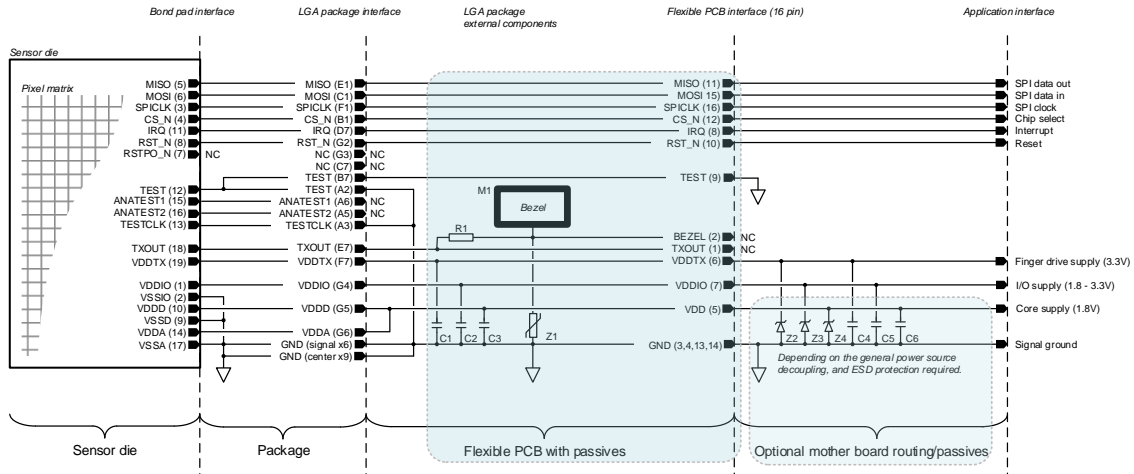 Bond pad interface
LGA package interface
LGA package
external components
Flexible PCB interface (16 pin)
Application interface
Sensor die
Pixel matrix
MISO (5)
MOSI (6)
SPICLK (3)
CS_N (4)
IRQ (11)
RST_N (8)
RSTPO_N (7)
NC
TEST (12)
ANATEST1 (15)
ANATEST2 (16)
TESTCLK (13)
TXOUT (18)
VDDTX (19)
VDDIO (1)
VSSIO (2)
VDDD (10)
VSSD (9)
VDDA (14)
VSSA (17)
MISO (E1)
MOSI (C1)
SPICLK (F1)
CS_N (B1)
IRQ (D7)
RST_N (G2)
NC (G3)
NC
NC (C7)
NC
TEST (B7)
TEST (A2)
ANATEST1 (A6)
NC
ANATEST2 (A5)
NC
TESTCLK (A3)
TXOUT (E7)
VDDTX (F7)
VDDIO (G4)
VDDD (G5)
VDDA (G6)
GND (signal x6)
GND (center x9)
M1
Bezel
R1
C1
C2
C3
Z1
MISO (11)
MOSI 15)
SPICLK (16)
CS_N (12)
IRQ (8)
RST_N (10)
TEST (9)
BEZEL (2)
NC
TXOUT (1)
NC
VDDTX (6)
VDDIO (7)
VDD (5)
GND (3,4,13,14)
Z2
Z3
Z4
C4
C5
C6
Depending on the general power source
decoupling, and ESD protection required.
SPI data out
SPI data in
SPI clock
Chip select
Interrupt
Reset
Finger drive supply (3.3V)
I/O supply (1.8 - 3.3V)
Core supply (1.8V)
Signal ground
Sensor die
Package
Flexible PCB with passives
Optional mother board routing/passives